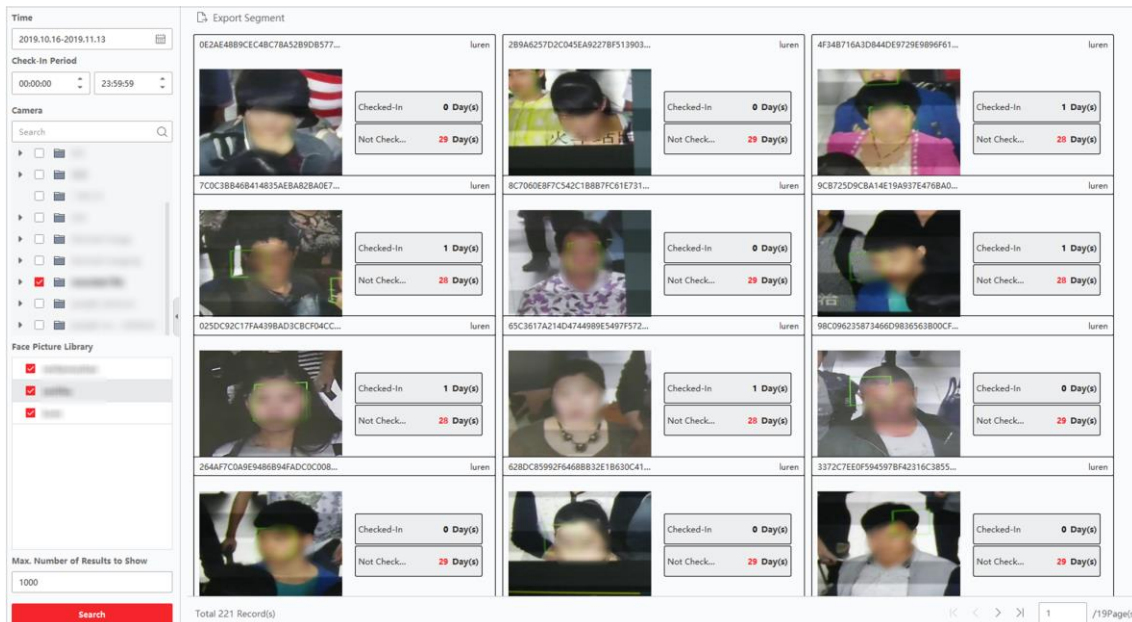 Time
2019.10.16-2019.11.13
Check-In Period
00:00:00 23:59:59
Camera
Search
Face Picture Library
Max. Number of Results to Show
1000
Search
Export Segment
0E2AE4B89CEC4BC78A52B9DB577... luren
Checked-In 0 Day(s)
Not Check... 29 Day(s)
2B9A6257D2C045EA9227BF513903... luren
Checked-In 0 Day(s)
Not Check... 29 Day(s)
4F34B716A3D844DE9729E9896F61... luren
Checked-In 1 Day(s)
Not Check... 28 Day(s)
7C0C3BB46B414835AEBA82BA0E7... luren
Checked-In 1 Day(s)
Not Check... 28 Day(s)
8C7060E8F7C542C1B8B7FC61E731... luren
Checked-In 0 Day(s)
Not Check... 29 Day(s)
9CB725D9CBA14E19A937E476BA0... luren
Checked-In 1 Day(s)
Not Check... 28 Day(s)
025DC92C17FA439BAD3CBCF04CC... luren
Checked-In 1 Day(s)
Not Check... 28 Day(s)
65C3617A214D4744989E5497F572... luren
Checked-In 1 Day(s)
Not Check... 28 Day(s)
98C096235873466D9836563B00CF... luren
Checked-In 0 Day(s)
Not Check... 29 Day(s)
264AF7C0A9E9486B94FADC0C008... luren
Checked-In 0 Day(s)
Not Check... 29 Day(s)
628DC85992F6468BB32E1B630C41... luren
Checked-In 0 Day(s)
Not Check... 29 Day(s)
3372C7EE0F594597BF42316C3855... luren
Checked-In 0 Day(s)
Not Check... 29 Day(s)
Total 221 Record(s)
1 /19Page(s